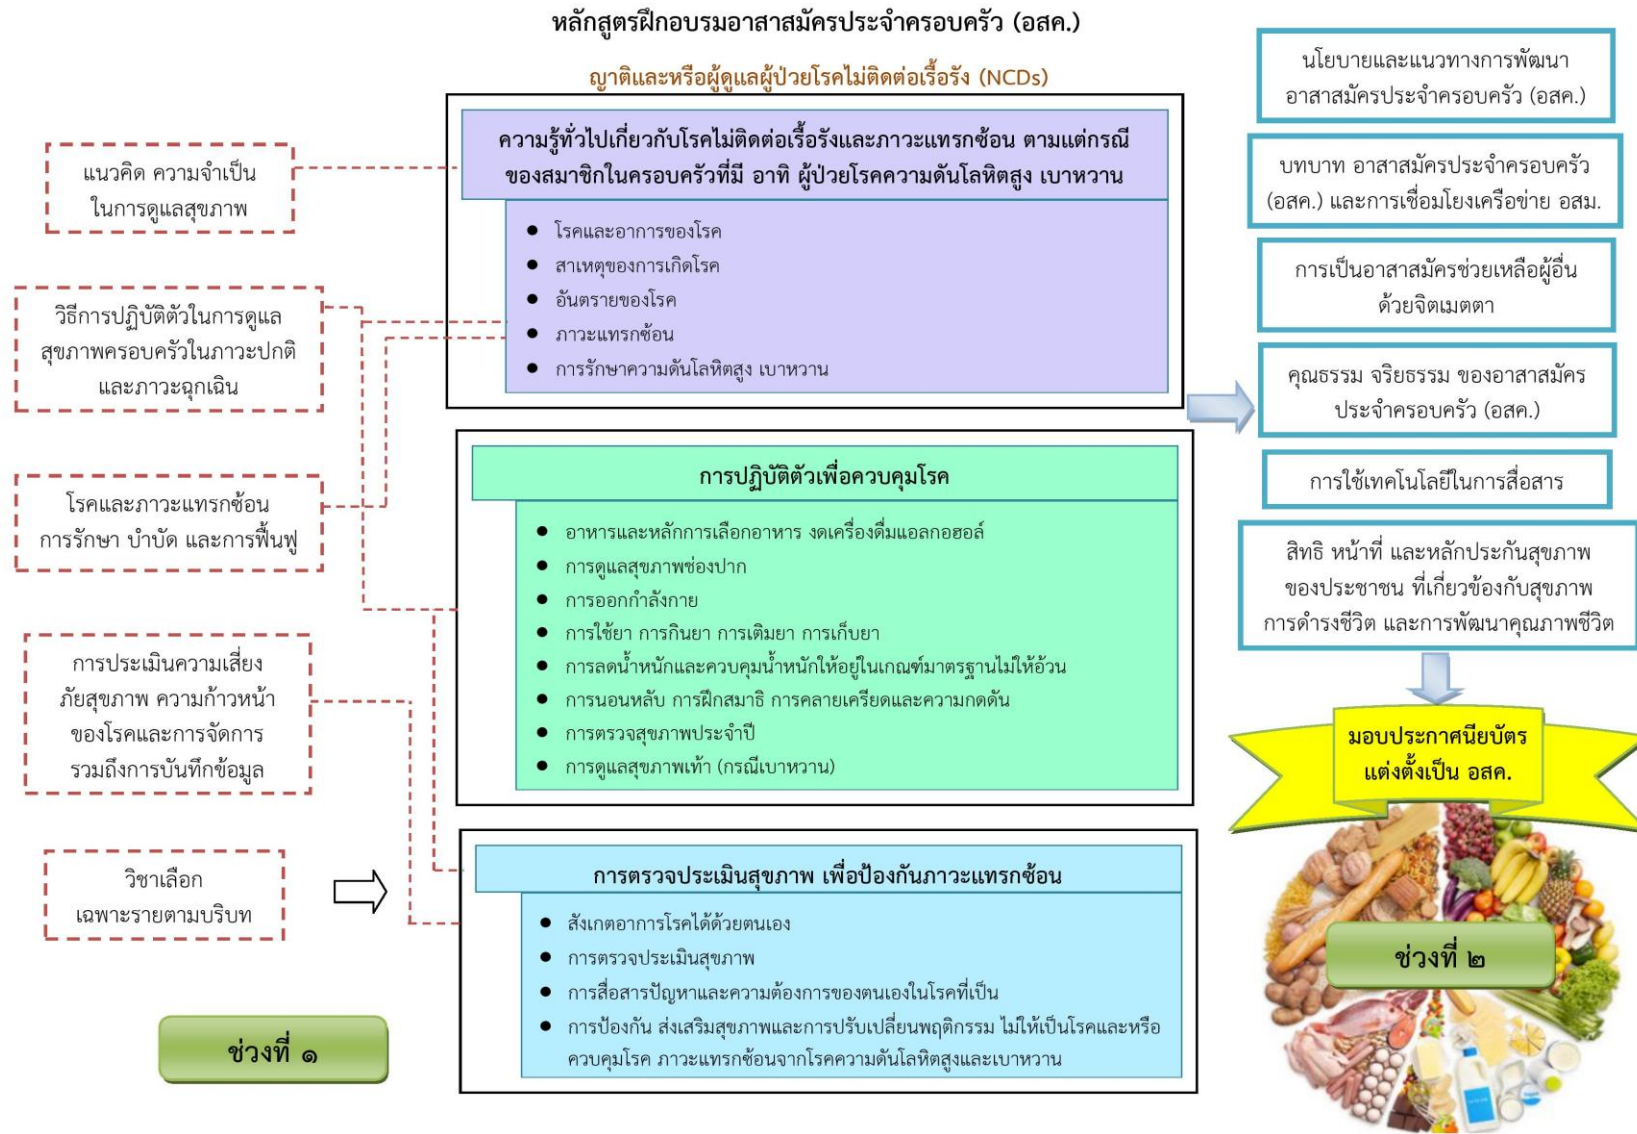 หลักสูตรฝึกอบรมอาสาสมัครประจำครอบครัว (อสค.)
ญาติและหรือผู้ดูแลผู้ป่วยโรคไม่ติดต่อเรื้อรัง (NCDs)
แนวคิด ความจำเป็น
ในการดูแลสุขภาพ
วิธีการปฏิบัติตัวในการดูแล
สุขภาพครอบครัวในภาวะปกติ
และภาวะฉุกเฉิน
โรคและภาวะแทรกซ้อน
การรักษา บำบัด และการฟื้นฟู
การประเมินความเสี่ยง
ภัยสุขภาพ ความก้าวหน้า
ของโรคและการจัดการ
รวมถึงการบันทึกข้อมูล
วิชาเลือก
เฉพาะรายตามบริบท
ช่วงที่ ๑
ความรู้ทั่วไปเกี่ยวกับโรคไม่ติดต่อเรื้อรังและภาวะแทรกซ้อน ตามแต่กรณี
ของสมาชิกในครอบครัวที่มี อาทิ ผู้ป่วยโรคความดันโลหิตสูง เบาหวาน
● โรคและอาการของโรค
● สาเหตุของการเกิดโรค
● อันตรายของโรค
● ภาวะแทรกซ้อน
● การรักษาความดันโลหิตสูง เบาหวาน
การปฏิบัติตัวเพื่อควบคุมโรค
● อาหารและหลักการเลือกอาหาร งดเครื่องดื่มแอลกอฮอล์
● การดูแลสุขภาพช่องปาก
● การออกกำลังกาย
● การใช้ยา การกินยา การเติมยา การเก็บยา
● การลดน้ำหนักและควบคุมน้ำหนักให้อยู่ในเกณฑ์มาตรฐานไม่ให้อ้วน
● การนอนหลับ การฝึกสมาธิ การคลายเครียดและความกดดัน
● การตรวจสุขภาพประจำปี
● การดูแลสุขภาพเท้า (กรณีเบาหวาน)
การตรวจประเมินสุขภาพ เพื่อป้องกันภาวะแทรกซ้อน
● สังเกตอาการโรคได้ด้วยตนเอง
● การตรวจประเมินสุขภาพ
● การสื่อสารปัญหาและความต้องการของตนเองในโรคที่เป็น
● การป้องกัน ส่งเสริมสุขภาพและการปรับเปลี่ยนพฤติกรรม ไม่ให้เป็นโรคและหรือ
ควบคุมโรค ภาวะแทรกซ้อนจากโรคความดันโลหิตสูงและเบาหวาน
นโยบายและแนวทางการพัฒนา
อาสาสมัครประจำครอบครัว (อสค.)
บทบาท อาสาสมัครประจำครอบครัว
(อสค.) และการเชื่อมโยงเครือข่าย อสม.
การเป็นอาสาสมัครช่วยเหลือผู้อื่น
ด้วยจิตเมตตา
คุณธรรม จริยธรรม ของอาสาสมัคร
ประจำครอบครัว (อสค.)
การใช้เทคโนโลยีในการสื่อสาร
สิทธิ หน้าที่ และหลักประกันสุขภาพ
ของประชาชน ที่เกี่ยวข้องกับสุขภาพ
การดำรงชีวิต และการพัฒนาคุณภาพชีวิต
มอบประกาศนียบัตร
แต่งตั้งเป็น อสค.
ช่วงที่ ๒